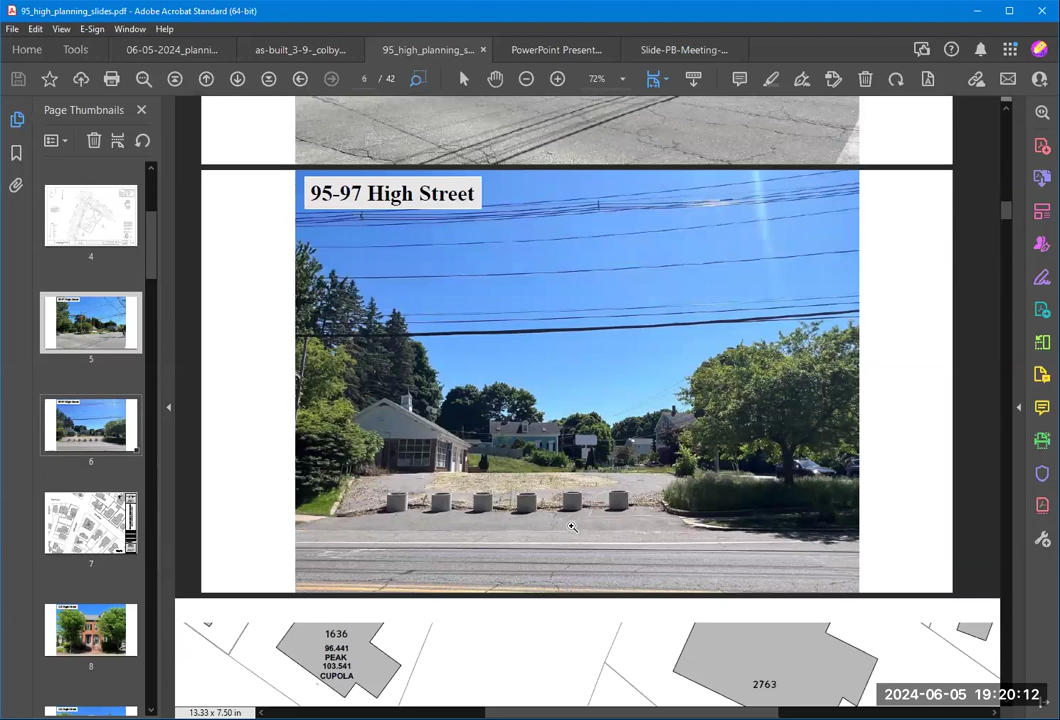 95_high_planning_slides.pdf - Adobe Acrobat Standard (64-bit)
File Edit View E-Sign Window Help
Home Tools 06-05-2024_planni... as-built_3-9-_colby... 95_high_planning_s... × PowerPoint Present... Slide-PB-Meeting-...
6 / 42 72%
Page Thumbnails
4
5
6
7
8
95-97 High Street
1636
96.441
PEAK
103.541
CUPOLA
2763
2024-06-05 19:20:12
13.33 x 7.50 in